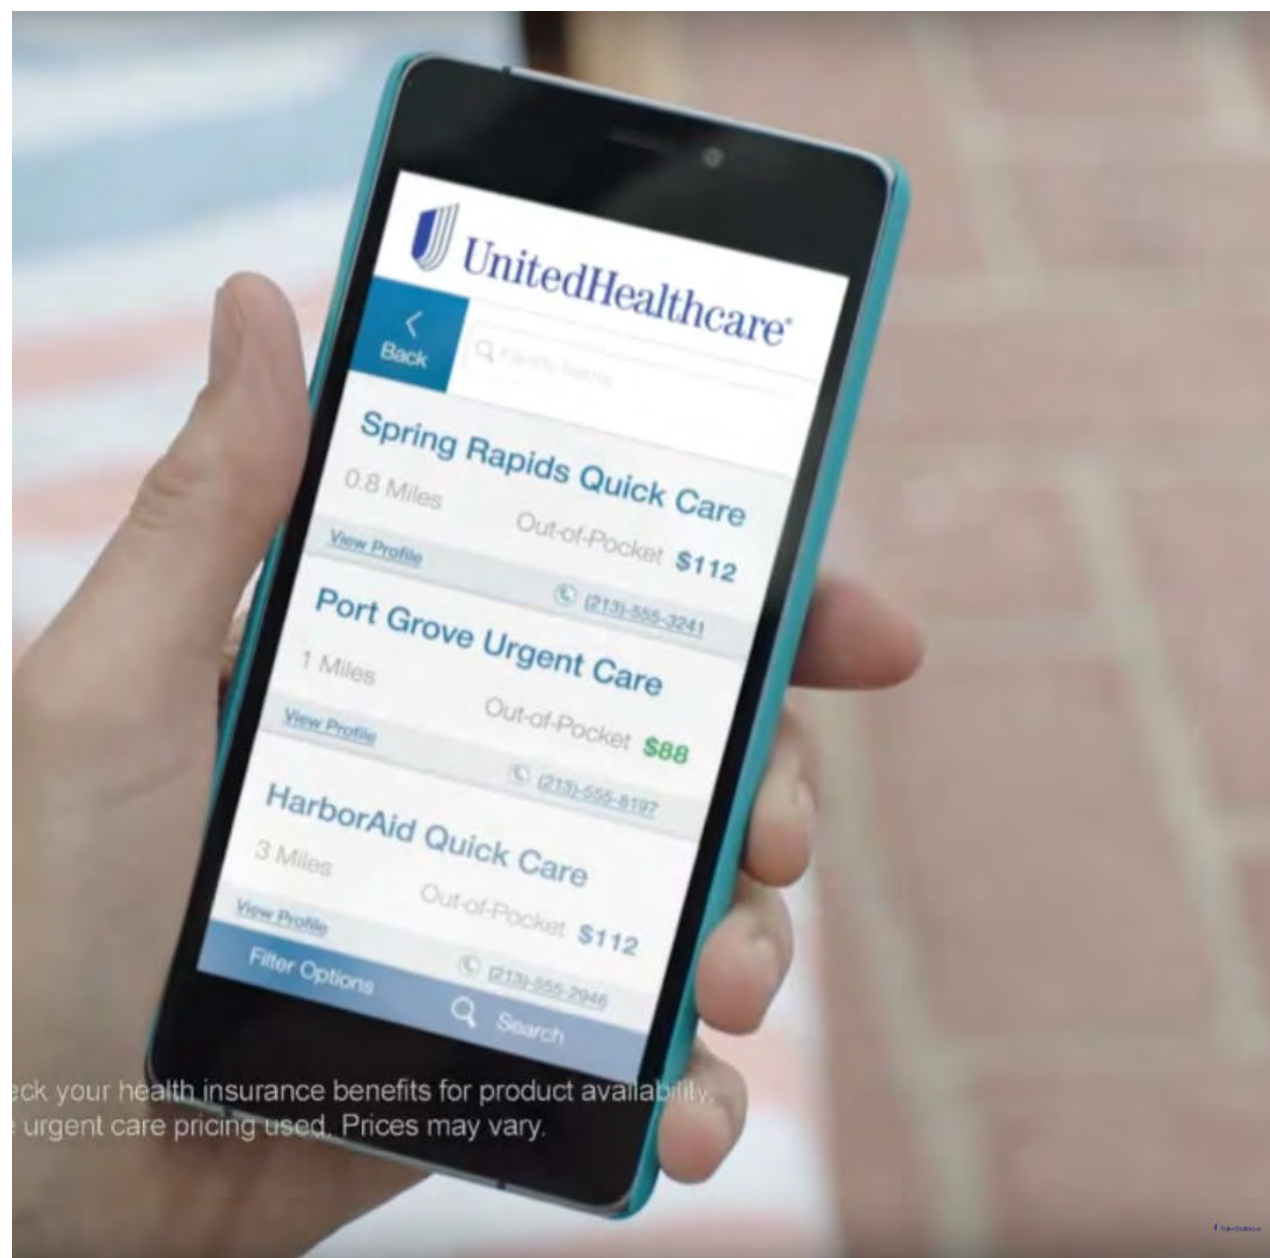 UnitedHealthcare®
Back
Facility Name
Spring Rapids Quick Care
0.8 Miles
Out-of-Pocket $112
View Profile
(213)-555-3241
Port Grove Urgent Care
1 Miles
Out-of-Pocket $88
View Profile
(213)-555-8197
HarborAid Quick Care
3 Miles
Out-of-Pocket $112
View Profile
(213)-555-2946
Filter Options
Search
eck your health insurance benefits for product availability.
urgent care pricing used. Prices may vary.
UnitedHealthcare